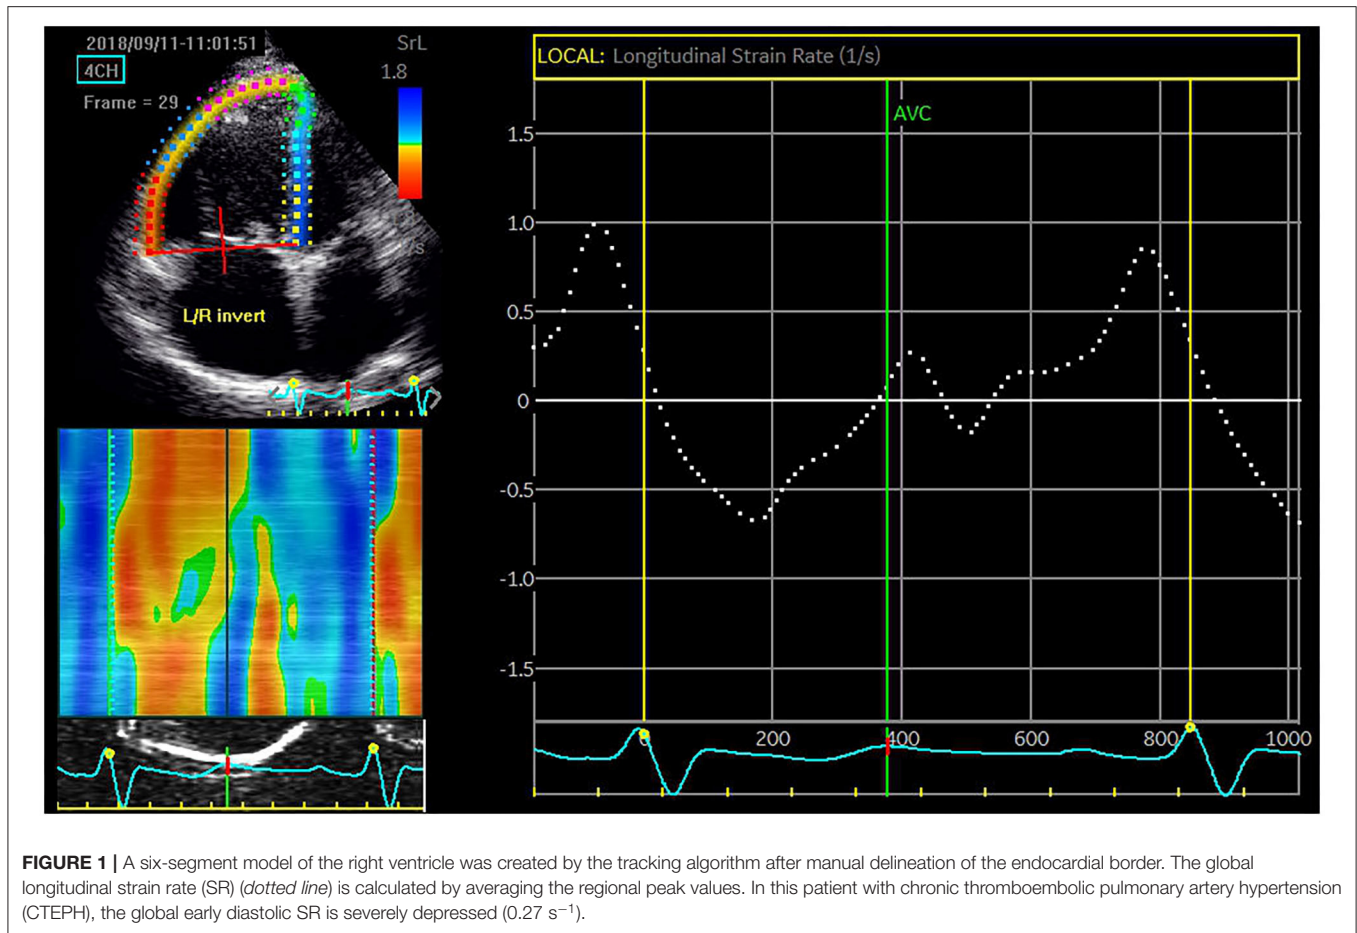 2018/09/11-11:01:51
SrL
4CH
1.8
Frame = 29
L/R invert
LOCAL: Longitudinal Strain Rate (1/s)
AVC
1.5
1.0
0.5
0
-0.5
-1.0
-1.5
0 200 400 600 800 1000
FIGURE 1 | A six-segment model of the right ventricle was created by the tracking algorithm after manual delineation of the endocardial border. The global
longitudinal strain rate (SR) (dotted line) is calculated by averaging the regional peak values. In this patient with chronic thromboembolic pulmonary artery hypertension
(CTEPH), the global early diastolic SR is severely depressed (0.27 s⁻¹).